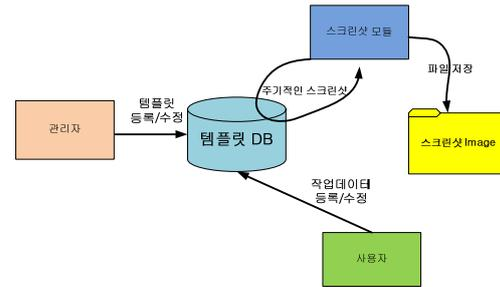 스크린샷 모듈
파일 저장
주기적인 스크린샷
템플릿
등록/수정
관리자
템플릿 DB
스크린샷 Image
작업데이터
등록/수정
사용자